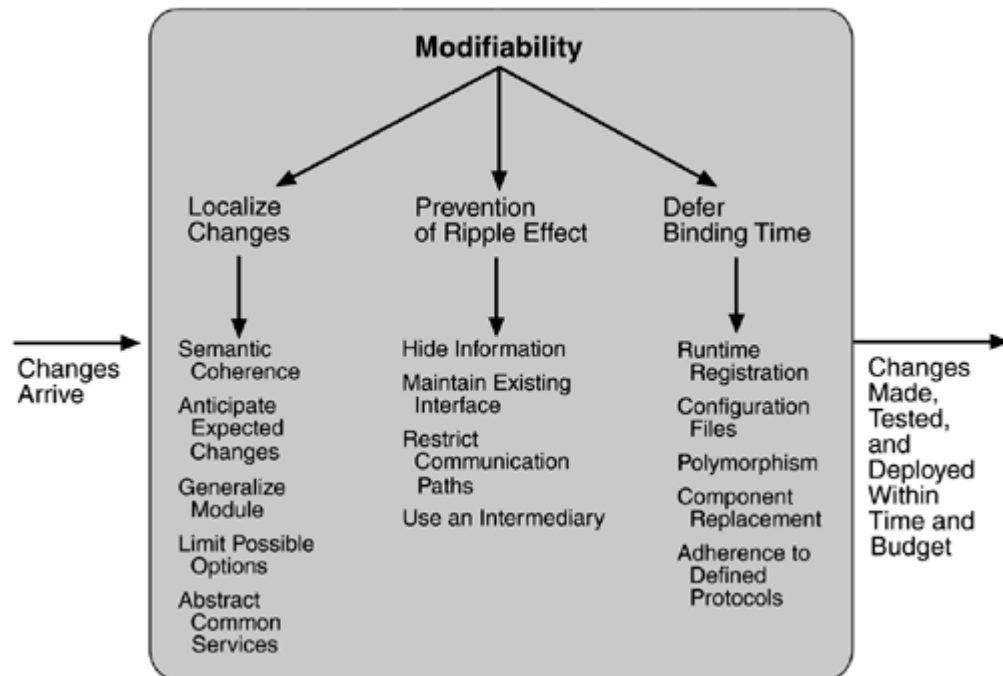 Modifiability
Localize
Changes
Prevention
of Ripple Effect
Defer
Binding Time
Changes
Arrive
Semantic
Coherence
Anticipate
Expected
Changes
Generalize
Module
Limit Possible
Options
Abstract
Common
Services
Hide Information
Maintain Existing
Interface
Restrict
Communication
Paths
Use an Intermediary
Runtime
Registration
Configuration
Files
Polymorphism
Component
Replacement
Adherence to
Defined
Protocols
Changes
Made,
Tested,
and
Deployed
Within
Time and
Budget